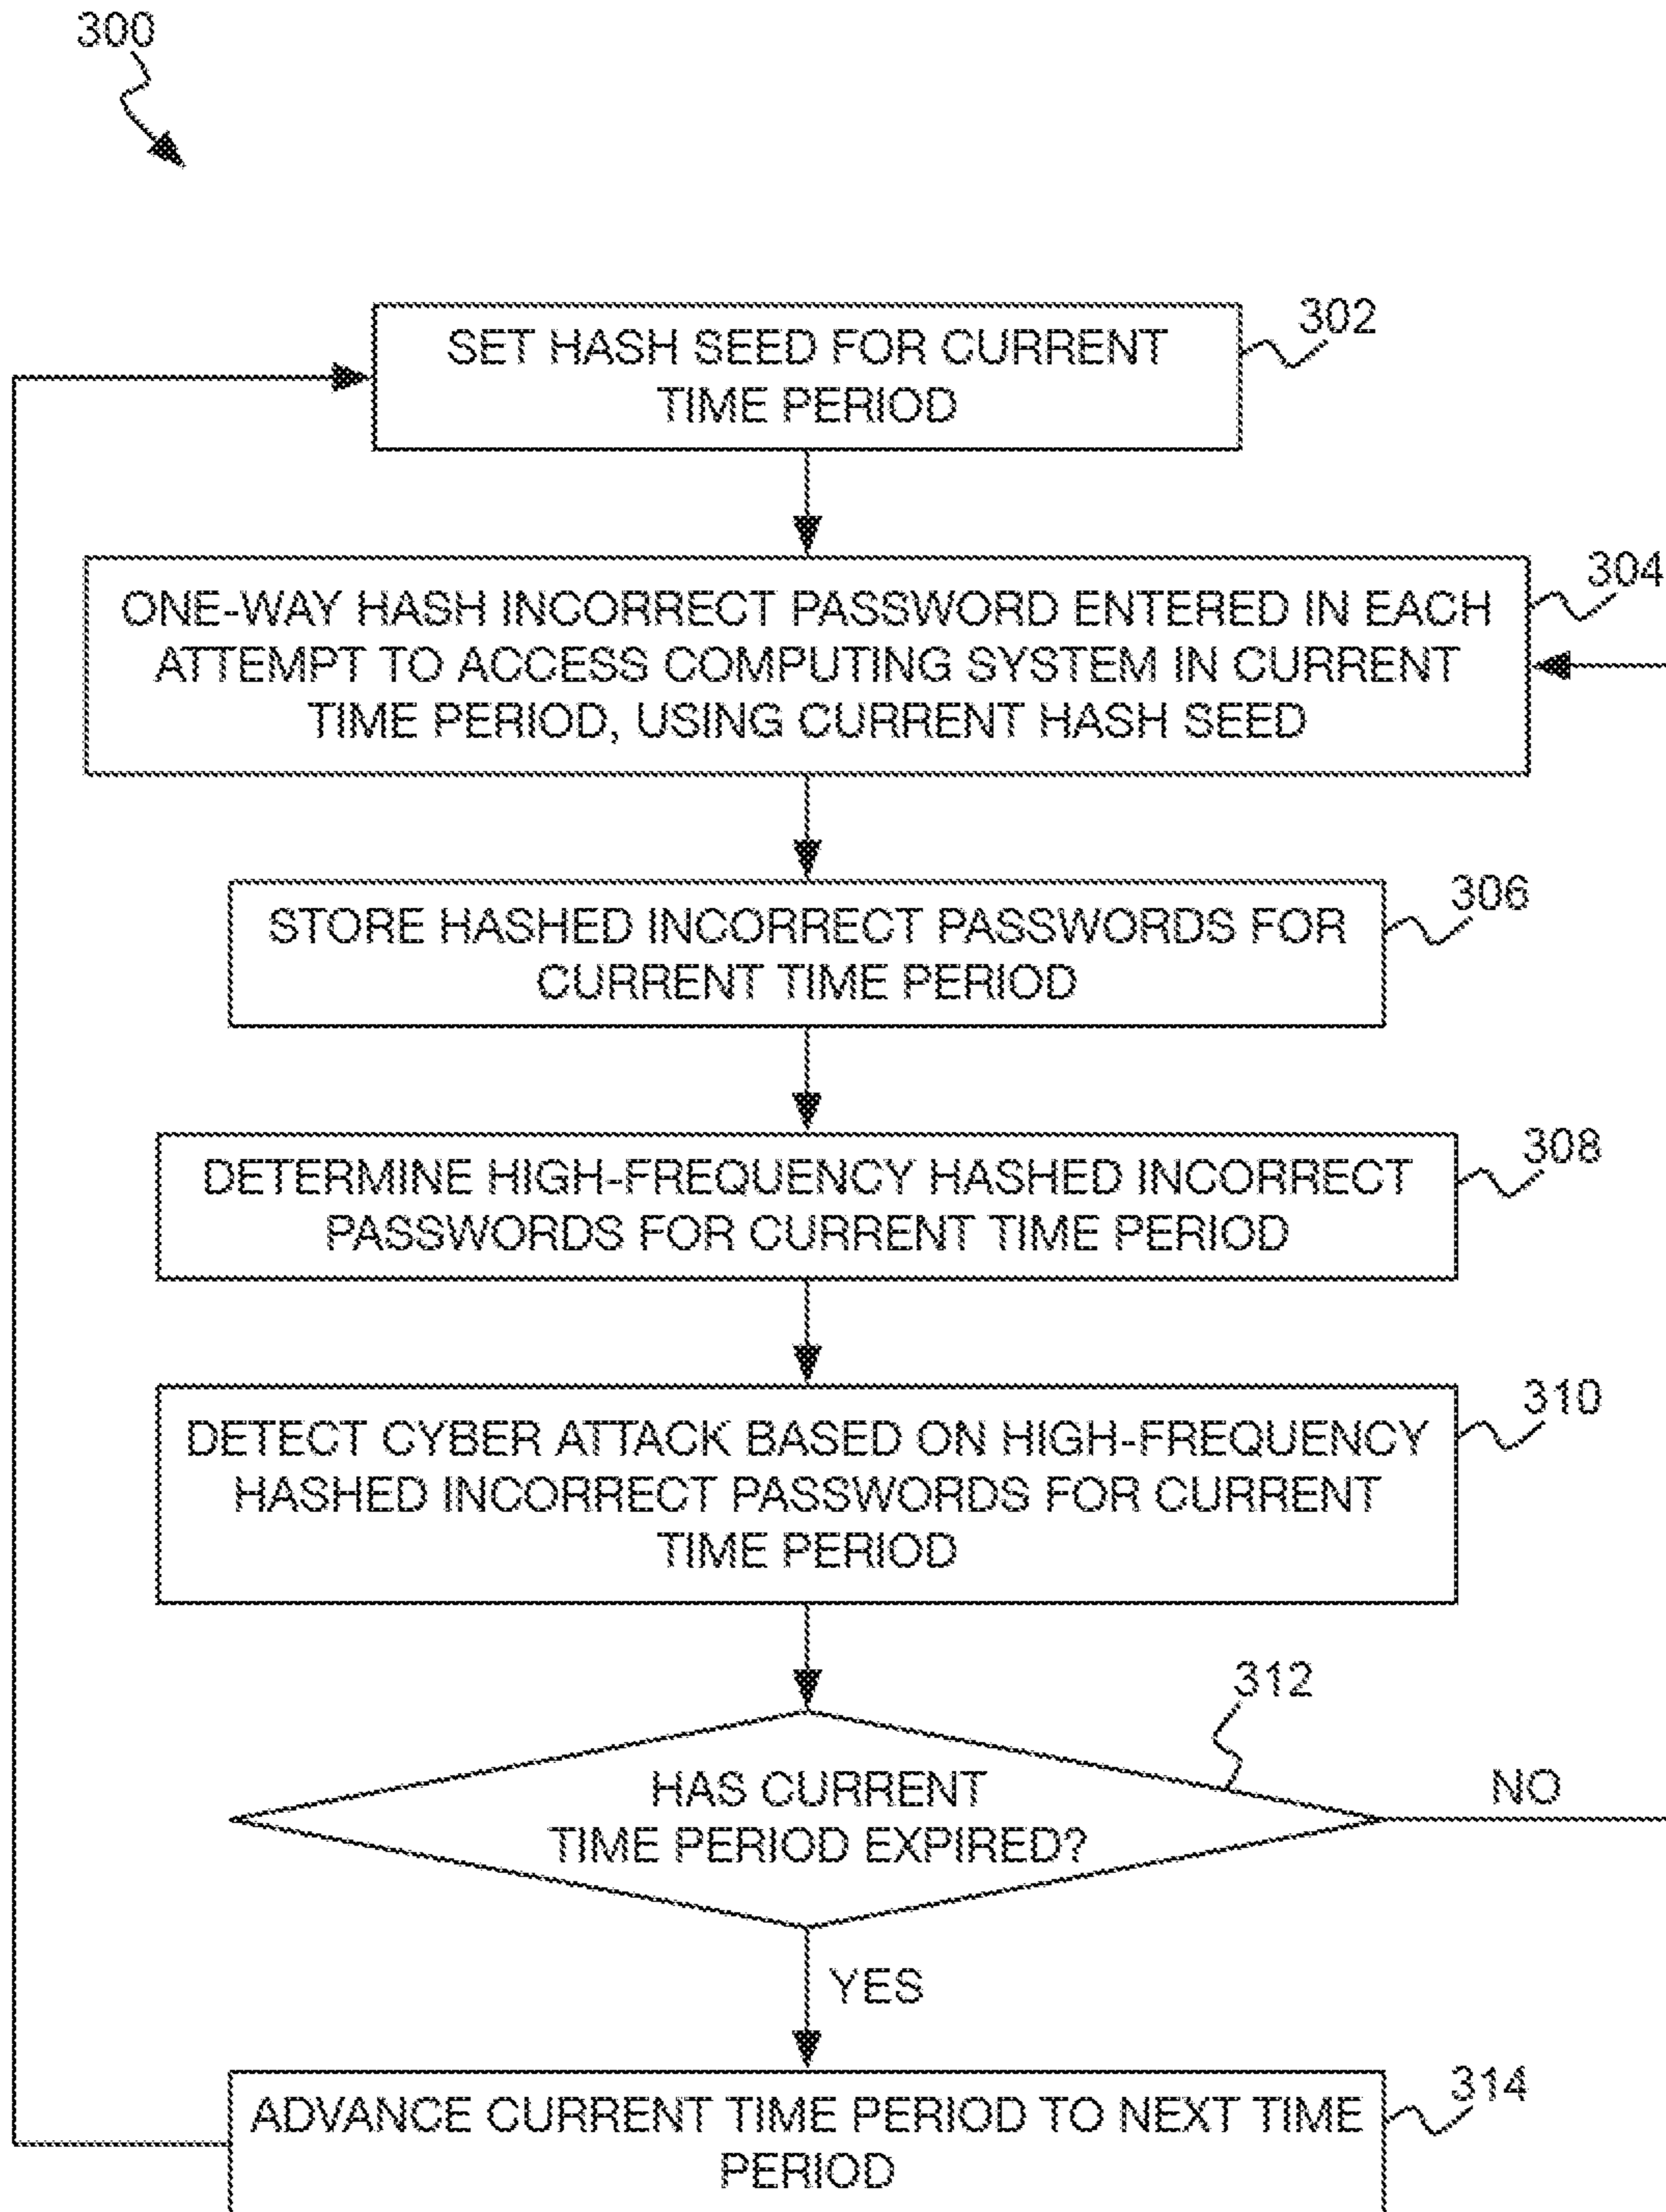 300
SET HASH SEED FOR CURRENT
TIME PERIOD
302
ONE-WAY HASH INCORRECT PASSWORD ENTERED IN EACH
ATTEMPT TO ACCESS COMPUTING SYSTEM IN CURRENT
TIME PERIOD, USING CURRENT HASH SEED
304
STORE HASHED INCORRECT PASSWORDS FOR
CURRENT TIME PERIOD
306
DETERMINE HIGH-FREQUENCY HASHED INCORRECT
PASSWORDS FOR CURRENT TIME PERIOD
308
DETECT CYBER ATTACK BASED ON HIGH-FREQUENCY
HASHED INCORRECT PASSWORDS FOR CURRENT
TIME PERIOD
310
312
HAS CURRENT
TIME PERIOD EXPIRED?
NO
YES
ADVANCE CURRENT TIME PERIOD TO NEXT TIME
PERIOD
314